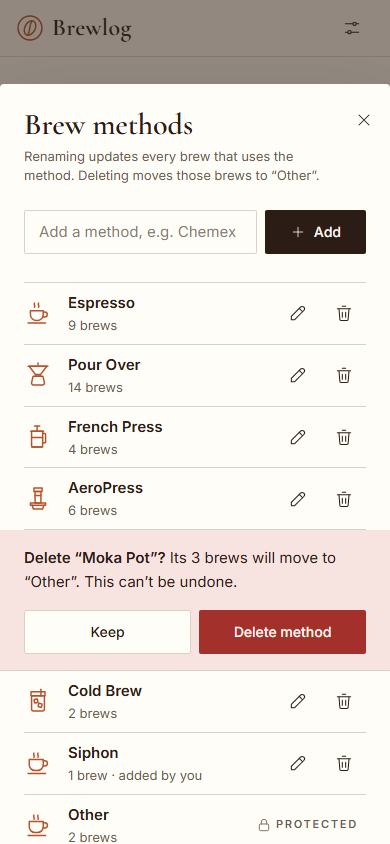 Brewlog
Brew methods
Renaming updates every brew that uses the
method. Deleting moves those brews to “Other”.
Add a method, e.g. Chemex
Add
Espresso
9 brews
Pour Over
14 brews
French Press
4 brews
AeroPress
6 brews
Delete “Moka Pot”? Its 3 brews will move to
“Other”. This can’t be undone.
Keep
Delete method
Cold Brew
2 brews
Siphon
1 brew · added by you
Other
2 brews
PROTECTED